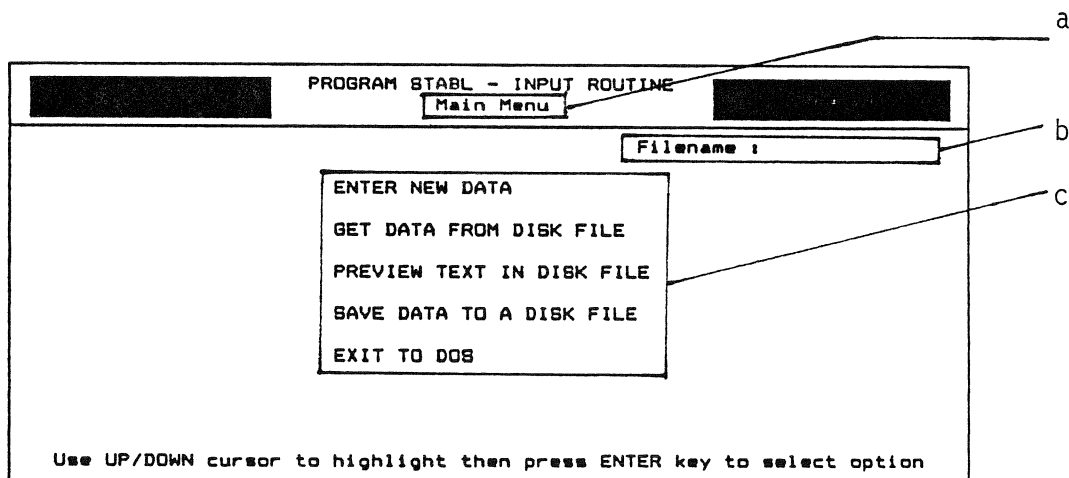 a
PROGRAM STABL - INPUT ROUTINE
Main Menu
b
Filename :
c
ENTER NEW DATA
GET DATA FROM DISK FILE
PREVIEW TEXT IN DISK FILE
SAVE DATA TO A DISK FILE
EXIT TO DOS
Use UP/DOWN cursor to highlight then press ENTER key to select option